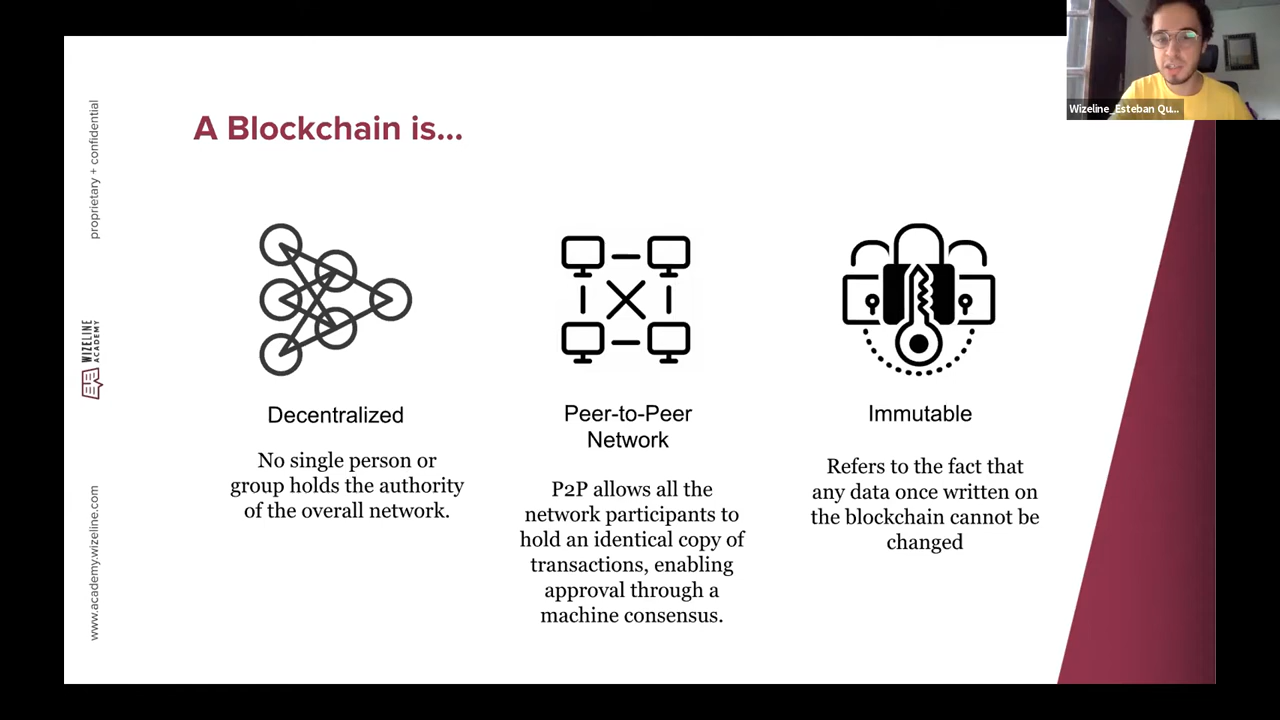 Wizeline_Esteban Qu...
proprietary + confidential
WIZELINE
ACADEMY
www.academy.wizeline.com
A Blockchain is...
Decentralized
No single person or
group holds the authority
of the overall network.
Peer-to-Peer
Network
P2P allows all the
network participants to
hold an identical copy of
transactions, enabling
approval through a
machine consensus.
Immutable
Refers to the fact that
any data once written on
the blockchain cannot be
changed